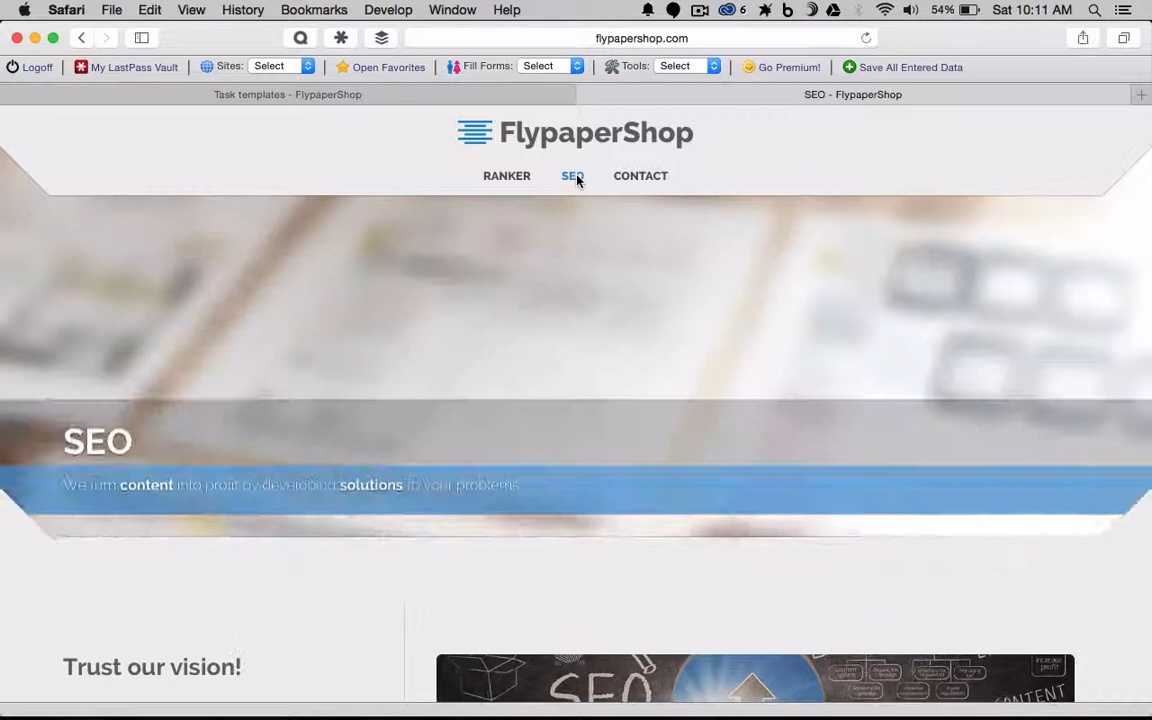 Safari File Edit View History Bookmarks Develop Window Help 6 54% Sat 10:11 AM
flypapershop.com
Logoff | My LastPass Vault | Sites: Select | Open Favorites | Fill Forms: Select | Tools: Select | Go Premium! | Save All Entered Data
Task templates - FlypaperShop SEO - FlypaperShop
FlypaperShop
RANKER SEO CONTACT
SEO
We turn content into profit by developing solutions to your problems
Trust our vision!
SEO
CONTENT
increase
profit